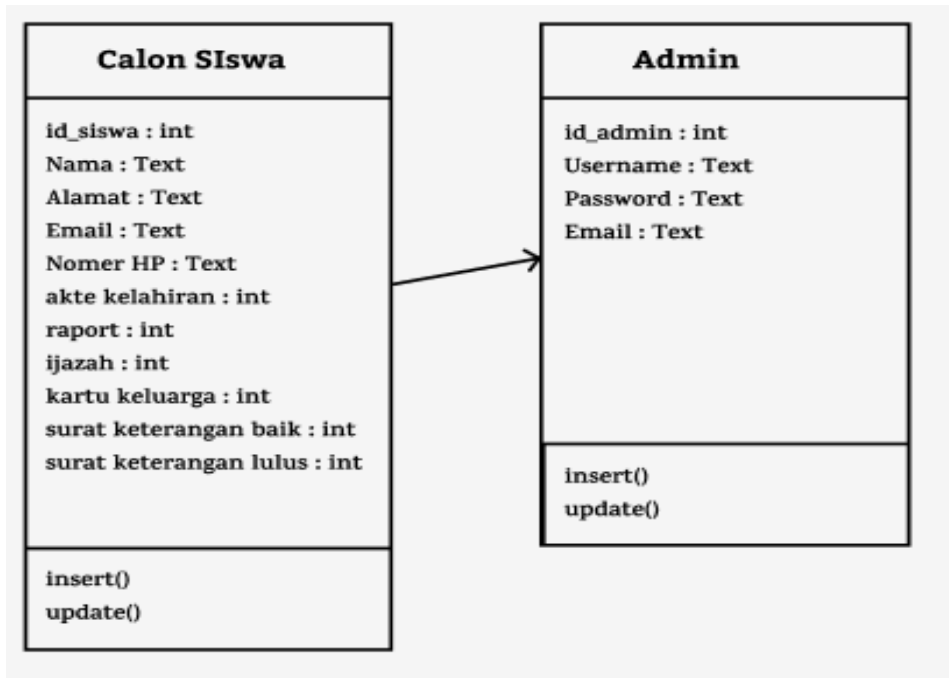 Calon SIswa
id_siswa : int
Nama : Text
Alamat : Text
Email : Text
Nomer HP : Text
akte kelahiran : int
raport : int
ijazah : int
kartu keluarga : int
surat keterangan baik : int
surat keterangan lulus : int
insert()
update()
Admin
id_admin : int
Username : Text
Password : Text
Email : Text
insert()
update()